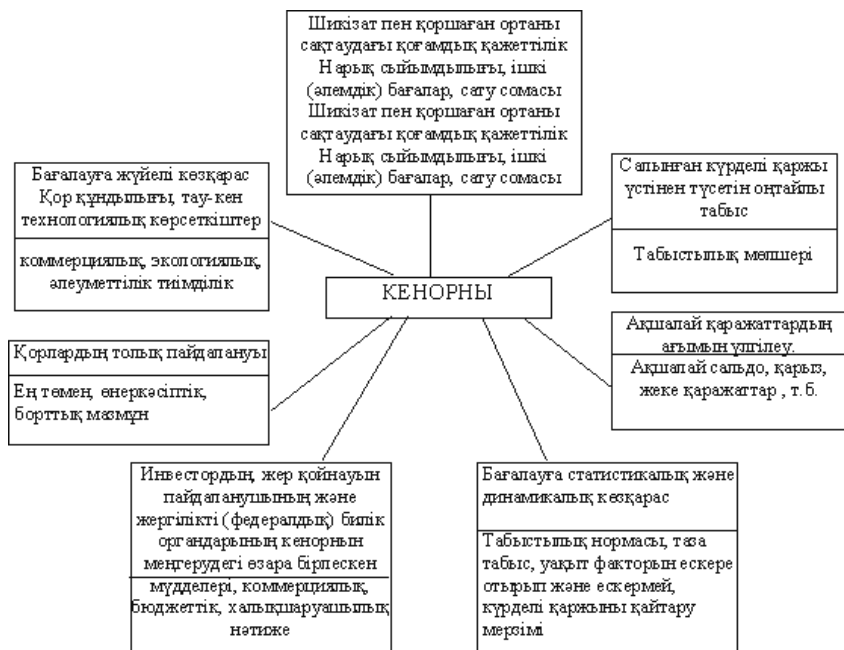 Шикізат пен қоршаған ортаны
сақтаудағы қоғамдық қажеттілік
Нарық сыйымдылығы, ішкі
(әлемдік) бағалар, сату сомасы
Шикізат пен қоршаған ортаны
сақтаудағы қоғамдық қажеттілік
Нарық сыйымдылығы, ішкі
(әлемдік) бағалар, сату сомасы
Бағалауға жүйелі көзқарас
Қор құндылығы, тау-кен
технологиялық көрсеткіштер
коммерциялық, экологиялық,
әлеуметтілік тиімділік
Салынған күрделі қаржы
үстінен түсетін оңтайлы
табыс
Табыстылық мөлшері
КЕНОРНЫ
Қорлардың толық пайдалануы
Ең төмен, өнеркәсіптік,
борттық мазмұн
Ақшалай қаражаттардың
ағымын үлгілеу.
Ақшалай сальдо, қарыз,
жеке қаражаттар , т.б.
Инвестордың, жер қойнауын
пайдаланушының және
жергілікті (федералдық) билік
органдарының кенорнын
меңгерудегі өзара бірлескен
мүдделері, коммерциялық,
бюджеттік, халықшаруашылық
нәтиже
Бағалауға статистикалық және
динамикалық көзқарас
Табыстылық нормасы, таза
табыс, уақыт факторын ескере
отырып және ескермей,
күрделі қаржыны қайтару
мерзімі